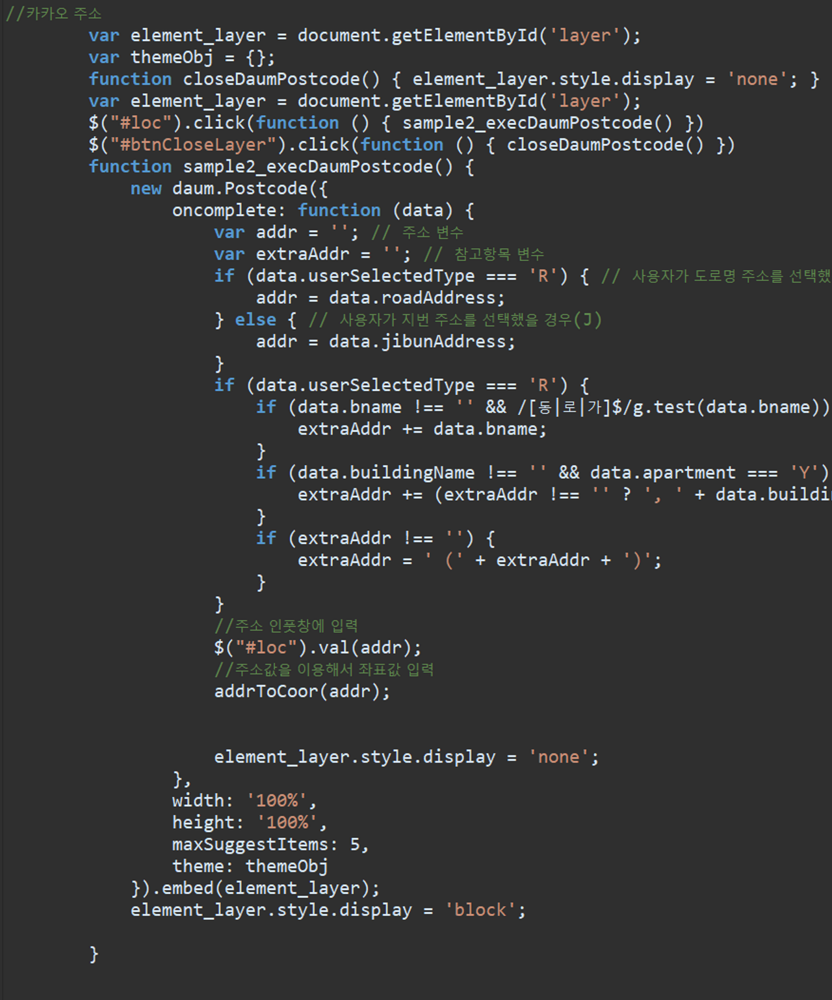 //카카오 주소
var element_layer = document.getElementById('layer');
var themeObj = {};
function closeDaumPostcode() { element_layer.style.display = 'none'; }
var element_layer = document.getElementById('layer');
$("#loc").click(function () { sample2_execDaumPostcode() })
$("#btnCloseLayer").click(function () { closeDaumPostcode() })
function sample2_execDaumPostcode() {
new daum.Postcode({
oncomplete: function (data) {
var addr = ''; // 주소 변수
var extraAddr = ''; // 참고항목 변수
if (data.userSelectedType === 'R') { // 사용자가 도로명 주소를 선택했
addr = data.roadAddress;
} else { // 사용자가 지번 주소를 선택했을 경우(J)
addr = data.jibunAddress;
}
if (data.userSelectedType === 'R') {
if (data.bname !== '' && /[동|로|가]$/g.test(data.bname))
extraAddr += data.bname;
}
if (data.buildingName !== '' && data.apartment === 'Y')
extraAddr += (extraAddr !== '' ? ', ' + data.buildi
}
if (extraAddr !== '') {
extraAddr = ' (' + extraAddr + ')';
}
}
//주소 인풋창에 입력
$("#loc").val(addr);
//주소값을 이용해서 좌표값 입력
addrToCoor(addr);
element_layer.style.display = 'none';
},
width: '100%',
height: '100%',
maxSuggestItems: 5,
theme: themeObj
}).embed(element_layer);
element_layer.style.display = 'block';
}